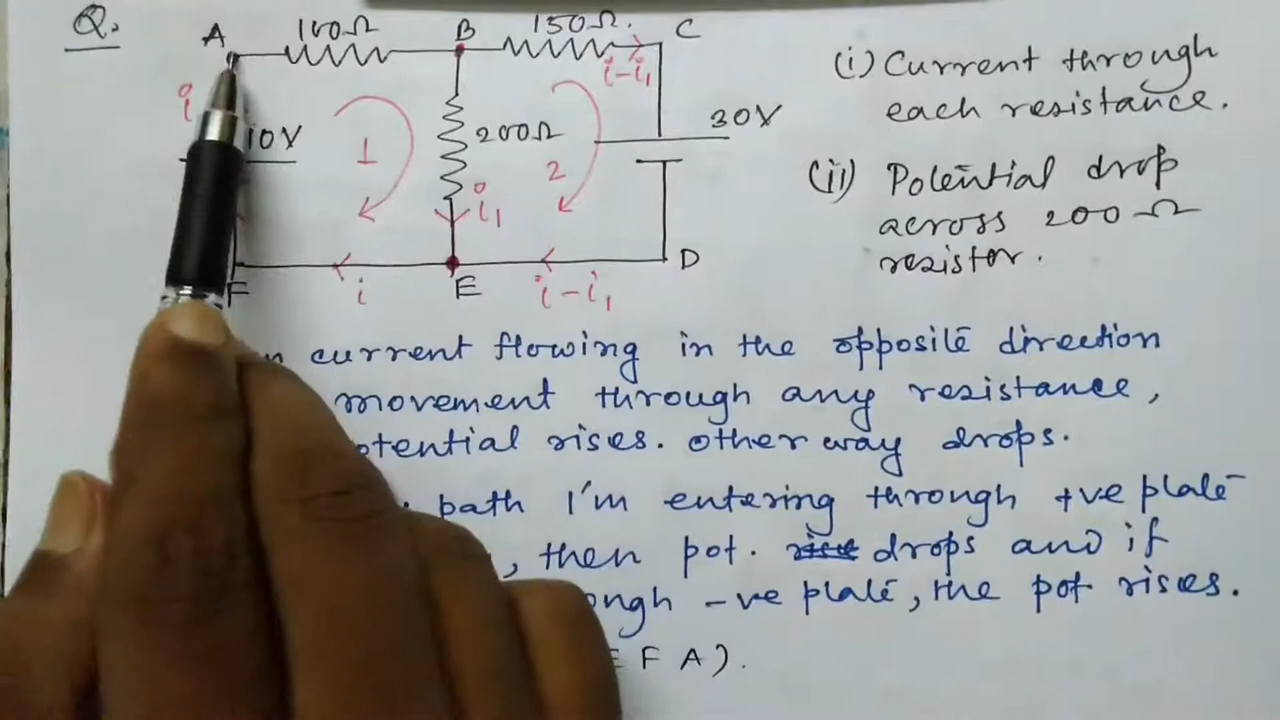 Q.
A 100Ω B 150Ω. C
i i-i₁
10V 1 200Ω 2 30V
i₁
F i E i-i₁ D
(i) Current through
each resistance.
(ii) Potential drop
across 200Ω
resistor.
current flowing in the opposite direction
movement through any resistance,
potential rises. other way drops.
path I'm entering through +ve plate
, then pot. drops and if
-ve plate, the pot rises.
F A).